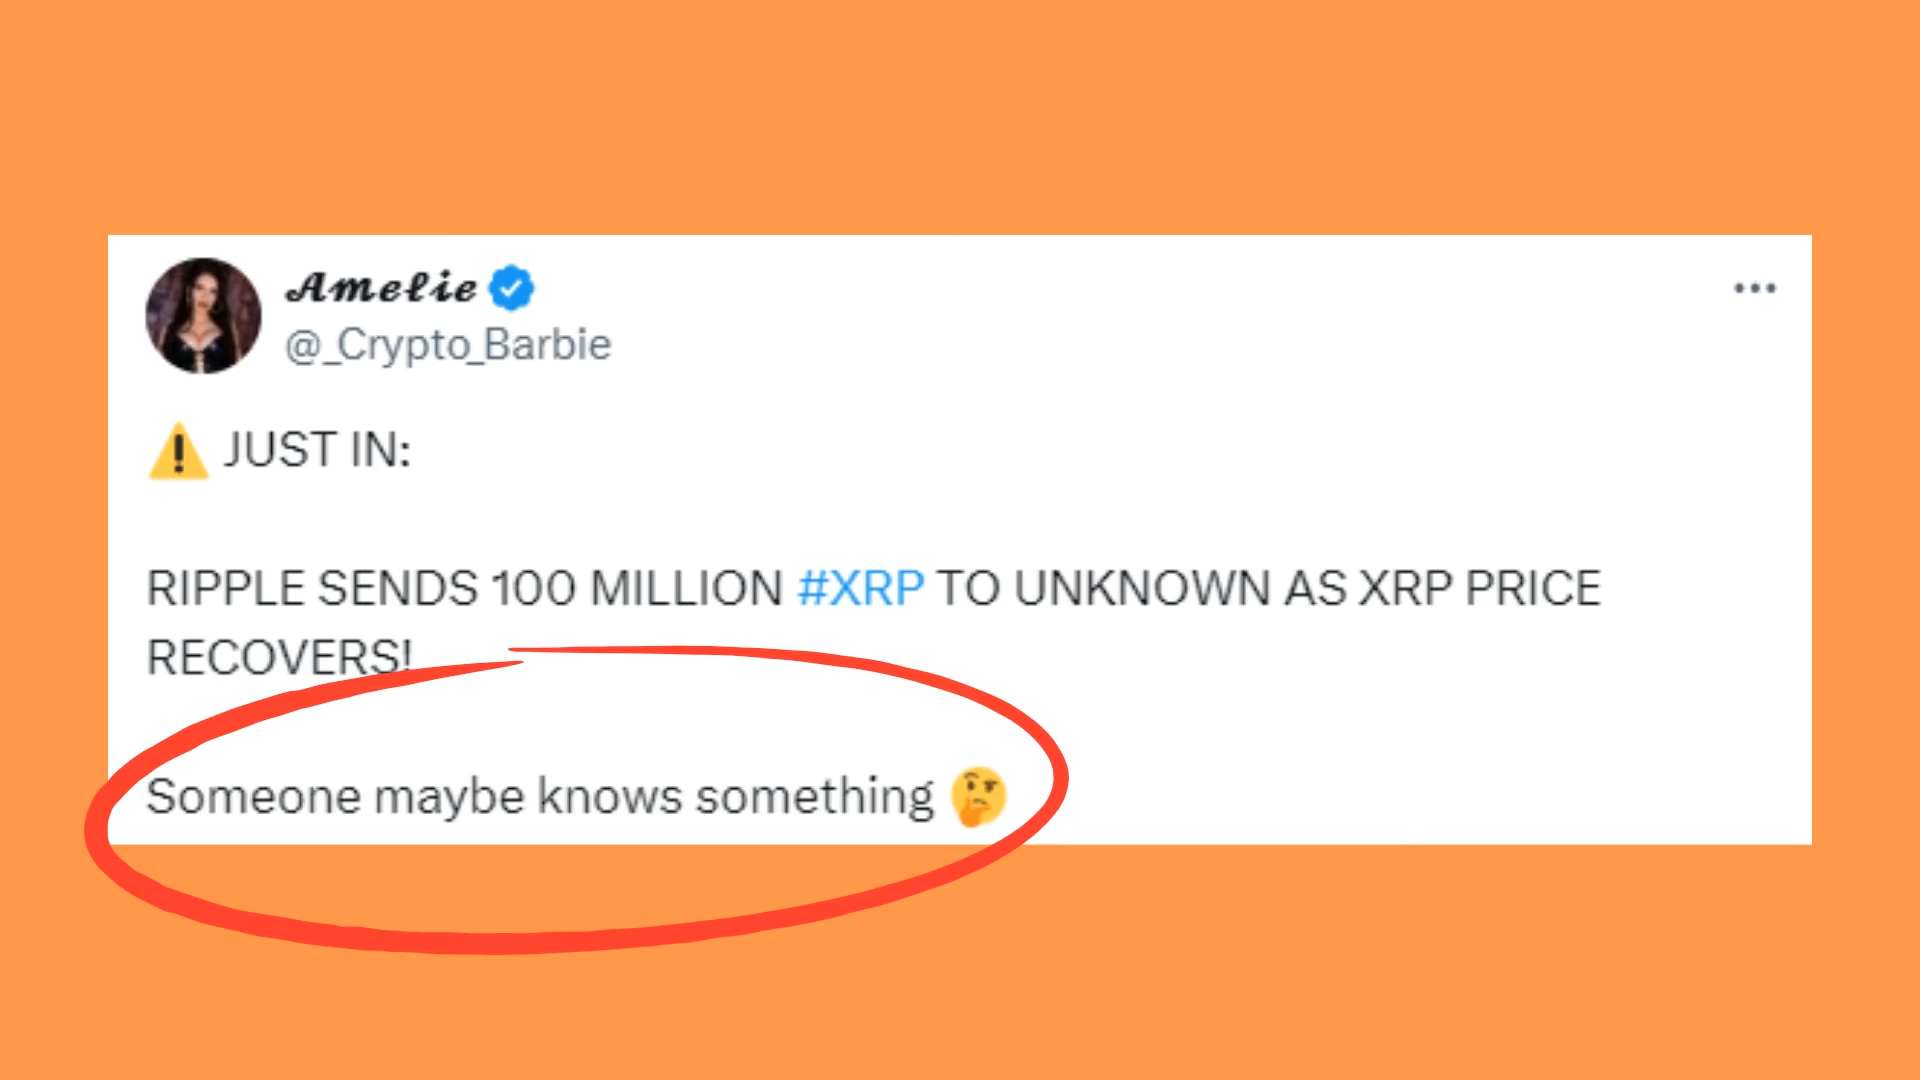 𝓐𝓶𝓮𝓵𝓲𝓮
@_Crypto_Barbie
⚠️ JUST IN:
RIPPLE SENDS 100 MILLION #XRP TO UNKNOWN AS XRP PRICE
RECOVERS!
Someone maybe knows something 🤔